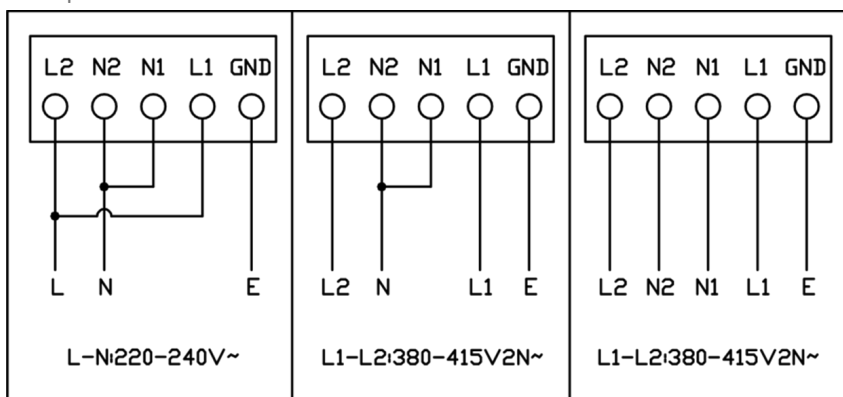 L2 N2 N1 L1 GND
L N E
L-N:220-240V~
L2 N2 N1 L1 GND
L2 N L1 E
L1-L2:380-415V2N~
L2 N2 N1 L1 GND
L2 N2 N1 L1 E
L1-L2:380-415V2N~